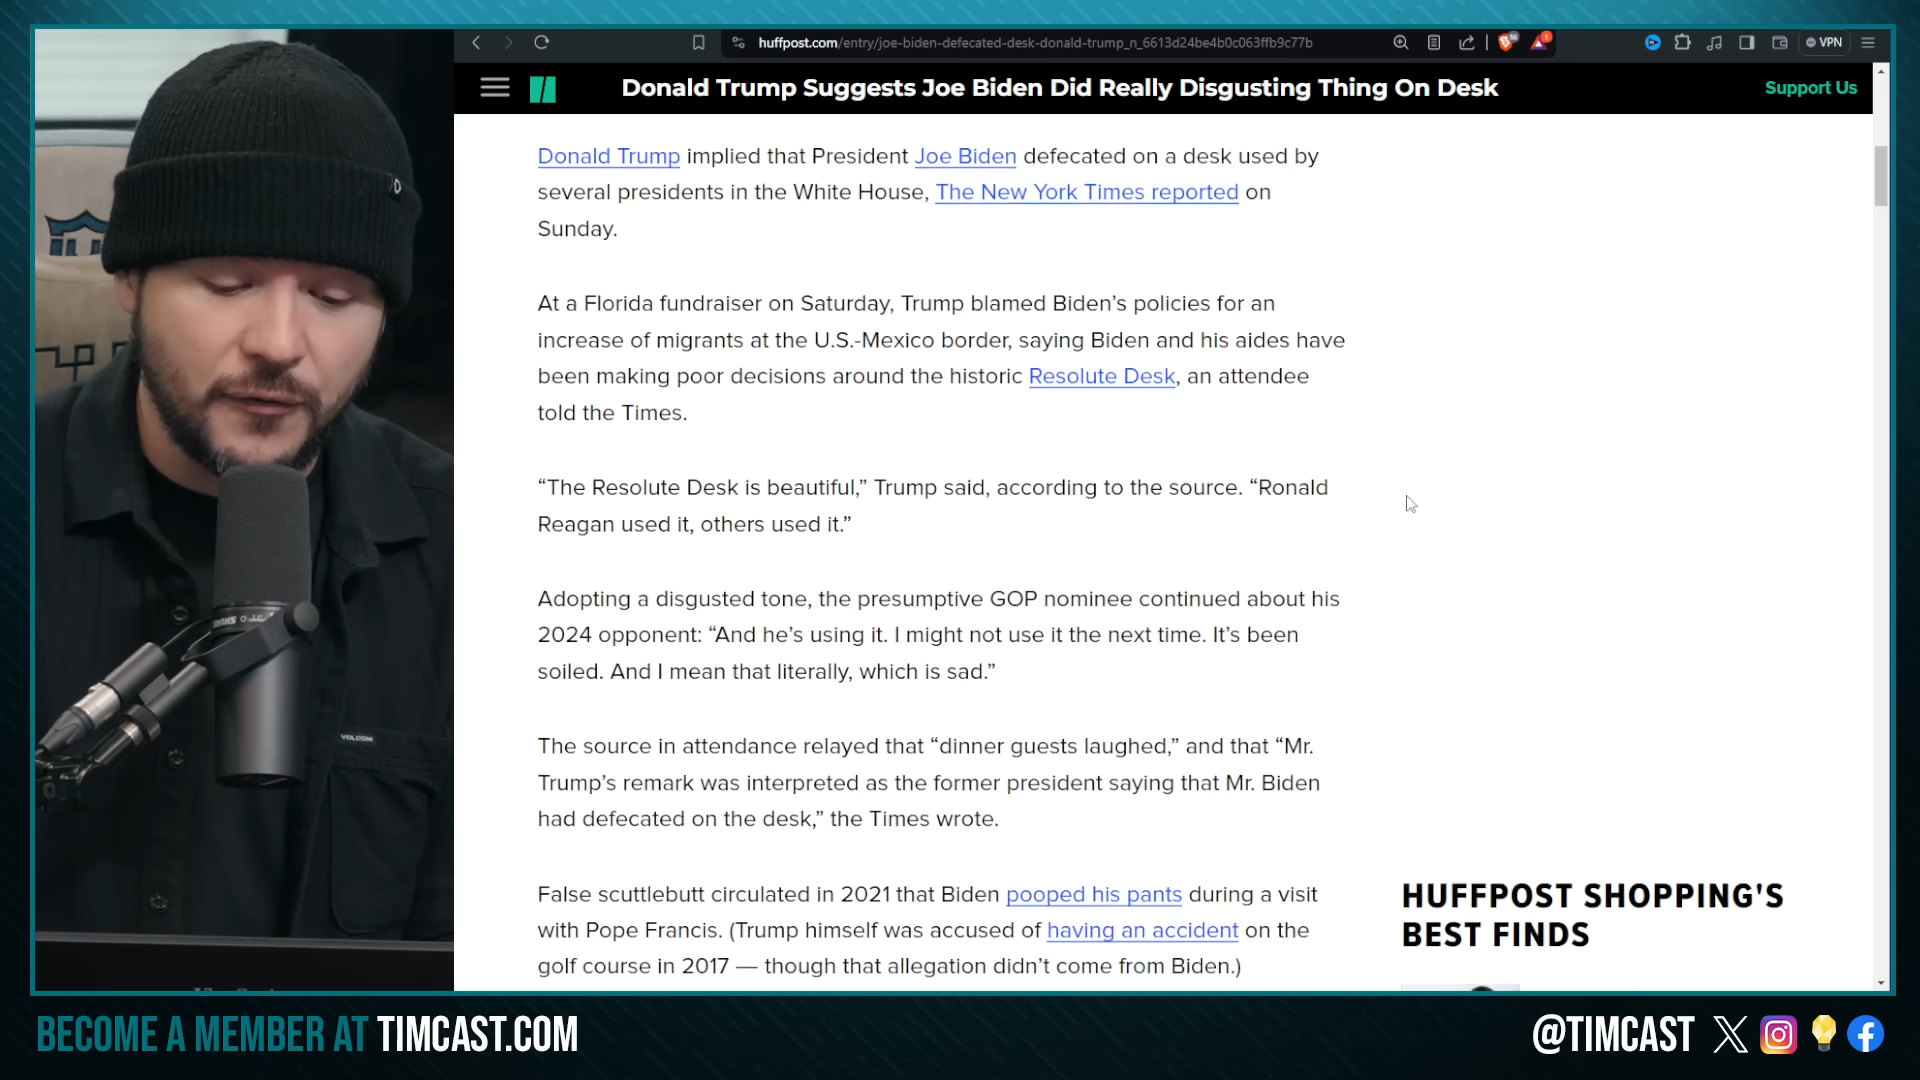 huffpost.com/entry/joe-biden-defecated-desk-donald-trump_n_6613d24be4b0c063ffb9c77b
VPN
Donald Trump Suggests Joe Biden Did Really Disgusting Thing On Desk
Support Us
Donald Trump implied that President Joe Biden defecated on a desk used by
several presidents in the White House, The New York Times reported on
Sunday.
At a Florida fundraiser on Saturday, Trump blamed Biden’s policies for an
increase of migrants at the U.S.-Mexico border, saying Biden and his aides have
been making poor decisions around the historic Resolute Desk, an attendee
told the Times.
“The Resolute Desk is beautiful,” Trump said, according to the source. “Ronald
Reagan used it, others used it.”
Adopting a disgusted tone, the presumptive GOP nominee continued about his
2024 opponent: “And he’s using it. I might not use it the next time. It’s been
soiled. And I mean that literally, which is sad.”
The source in attendance relayed that “dinner guests laughed,” and that “Mr.
Trump’s remark was interpreted as the former president saying that Mr. Biden
had defecated on the desk,” the Times wrote.
False scuttlebutt circulated in 2021 that Biden pooped his pants during a visit
with Pope Francis. (Trump himself was accused of having an accident on the
golf course in 2017 — though that allegation didn’t come from Biden.)
HUFFPOST SHOPPING'S
BEST FINDS
VOLCOM
BECOME A MEMBER AT TIMCAST.COM
@TIMCAST